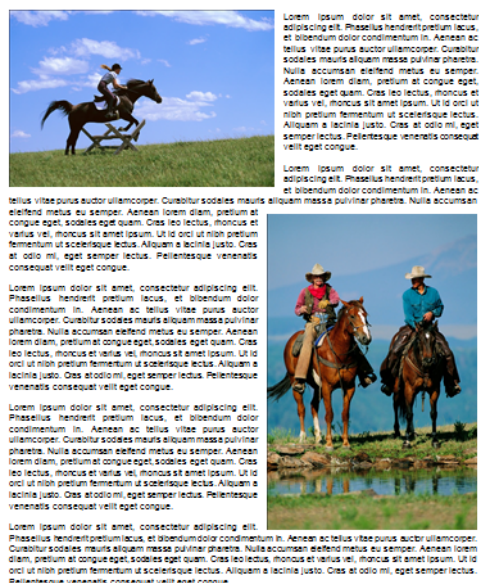 Lorem ipsum dolor sit amet, consectetur
adipiscing elit. Phasellus hendrerit pretium lacus,
et bibendum dolor condimentum in. Aenean ac
tellus vitae purus auctor ullamcorper. Curabitur
sodales mauris aliquam massa pulvinar pharetra.
Nulla accumsan eleifend metus eu semper.
Aenean lorem diam, pretium at congue eget,
sodales eget quam. Cras leo lectus, rhoncus et
varius vel, rhoncus sit amet ipsum. Ut id orci ut
nibh pretium fermentum ut scelerisque lectus.
Aliquam a lacinia justo. Cras at odio mi, eget
semper lectus. Pellentesque venenatis consequat
velit eget congue.
Lorem ipsum dolor sit amet, consectetur
adipiscing elit. Phasellus hendrerit pretium lacus,
et bibendum dolor condimentum in. Aenean ac
tellus vitae purus auctor ullamcorper. Curabitur sodales mauris aliquam massa pulvinar pharetra. Nulla accumsan
eleifend metus eu semper. Aenean lorem diam, pretium at
congue eget, sodales eget quam. Cras leo lectus, rhoncus et
varius vel, rhoncus sit amet ipsum. Ut id orci ut nibh pretium
fermentum ut scelerisque lectus. Aliquam a lacinia justo. Cras
at odio mi, eget semper lectus. Pellentesque venenatis
consequat velit eget congue.
Lorem ipsum dolor sit amet, consectetur adipiscing elit.
Phasellus hendrerit pretium lacus, et bibendum dolor
condimentum in. Aenean ac tellus vitae purus auctor
ullamcorper. Curabitur sodales mauris aliquam massa pulvinar
pharetra. Nulla accumsan eleifend metus eu semper. Aenean
lorem diam, pretium at congue eget, sodales eget quam. Cras
leo lectus, rhoncus et varius vel, rhoncus sit amet ipsum. Ut id
orci ut nibh pretium fermentum ut scelerisque lectus. Aliquam a
lacinia justo. Cras at odio mi, eget semper lectus. Pellentesque
venenatis consequat velit eget congue.
Lorem ipsum dolor sit amet, consectetur adipiscing elit.
Phasellus hendrerit pretium lacus, et bibendum dolor
condimentum in. Aenean ac tellus vitae purus auctor
ullamcorper. Curabitur sodales mauris aliquam massa pulvinar
pharetra. Nulla accumsan eleifend metus eu semper. Aenean
lorem diam, pretium at congue eget, sodales eget quam. Cras
leo lectus, rhoncus et varius vel, rhoncus sit amet ipsum. Ut id
orci ut nibh pretium fermentum ut scelerisque lectus. Aliquam a
lacinia justo. Cras at odio mi, eget semper lectus. Pellentesque
venenatis consequat velit eget congue.
Lorem ipsum dolor sit amet, consectetur adipiscing elit.
Phasellus hendrerit pretium lacus, et bibendum dolor condimentum in. Aenean ac tellus vitae purus auctor ullamcorper.
Curabitur sodales mauris aliquam massa pulvinar pharetra. Nulla accumsan eleifend metus eu semper. Aenean lorem
diam, pretium at congue eget, sodales eget quam. Cras leo lectus, rhoncus et varius vel, rhoncus sit amet ipsum. Ut id
orci ut nibh pretium fermentum ut scelerisque lectus. Aliquam a lacinia justo. Cras at odio mi, eget semper lectus.
Pellentesque venenatis consequat velit eget congue.